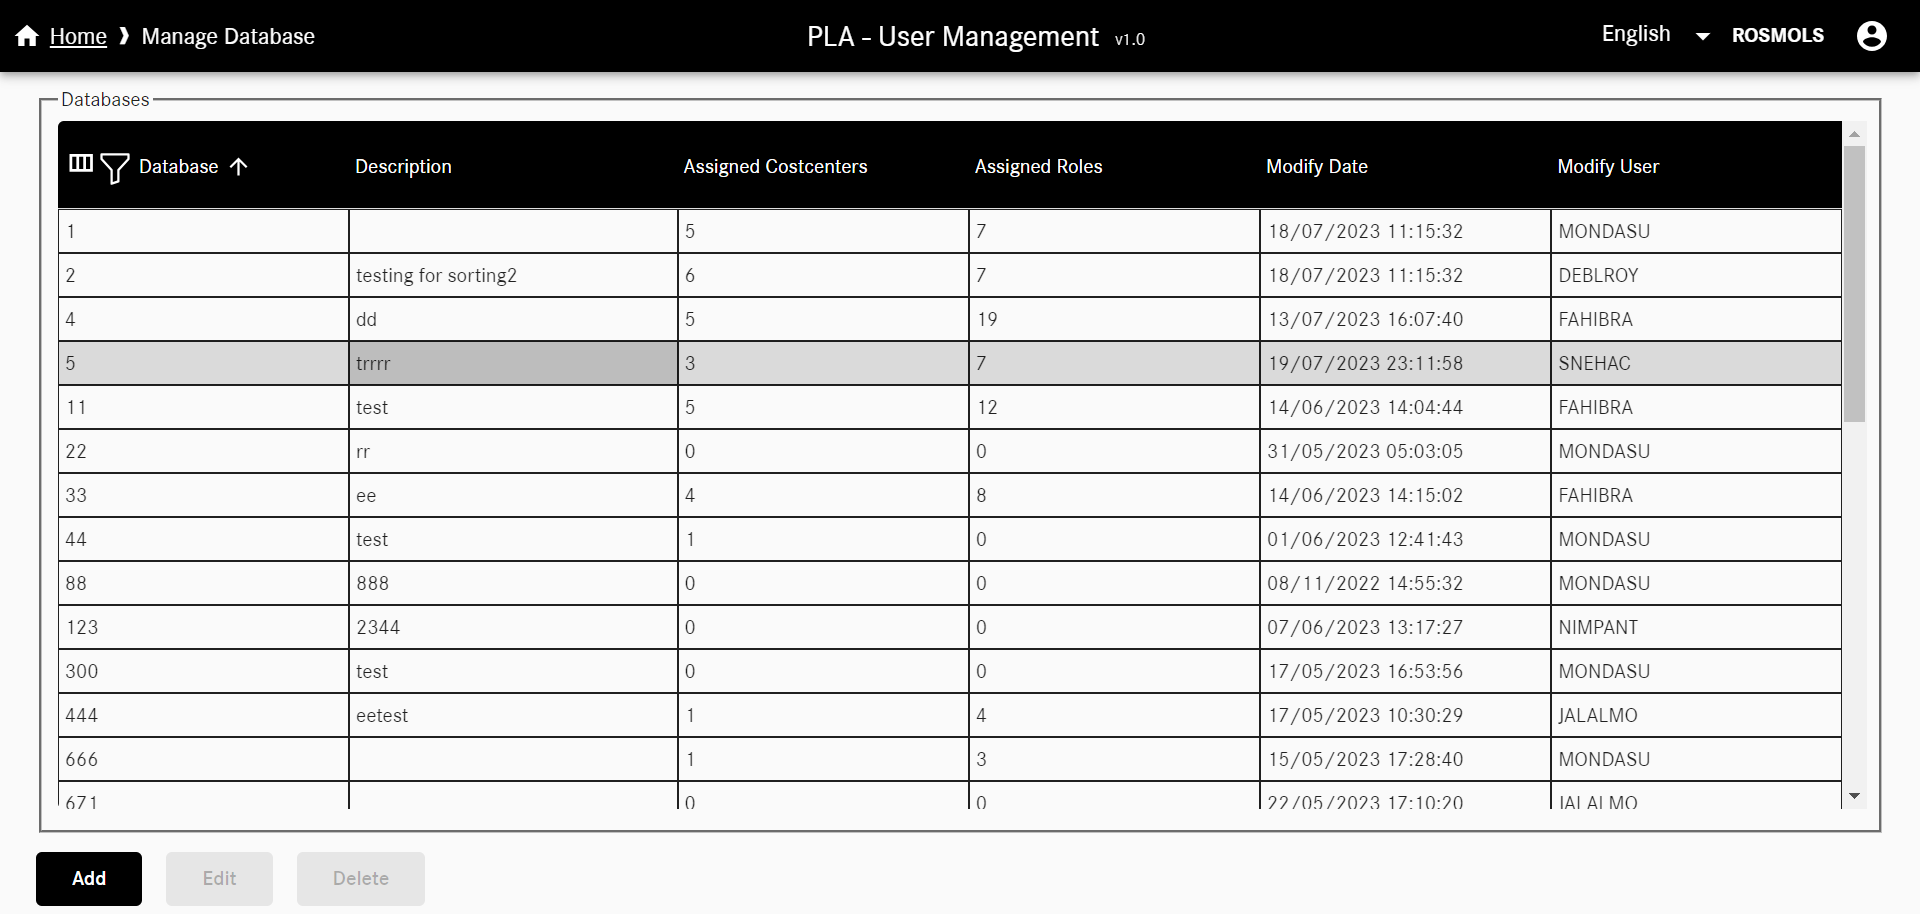 Home ❱ Manage Database
PLA - User Management v1.0
English ROSMOLS
Databases
Database Description Assigned Costcenters Assigned Roles Modify Date Modify User
1 5 7 18/07/2023 11:15:32 MONDASU
2 testing for sorting2 6 7 18/07/2023 11:15:32 DEBLROY
4 dd 5 19 13/07/2023 16:07:40 FAHIBRA
5 trrrr 3 7 19/07/2023 23:11:58 SNEHAC
11 test 5 12 14/06/2023 14:04:44 FAHIBRA
22 rr 0 0 31/05/2023 05:03:05 MONDASU
33 ee 4 8 14/06/2023 14:15:02 FAHIBRA
44 test 1 0 01/06/2023 12:41:43 MONDASU
88 888 0 0 08/11/2022 14:55:32 MONDASU
123 2344 0 0 07/06/2023 13:17:27 NIMPANT
300 test 0 0 17/05/2023 16:53:56 MONDASU
444 eetest 1 4 17/05/2023 10:30:29 JALALMO
666 1 3 15/05/2023 17:28:40 MONDASU
671 0 0 22/05/2023 17:10:20 JALALMO
Add Edit Delete